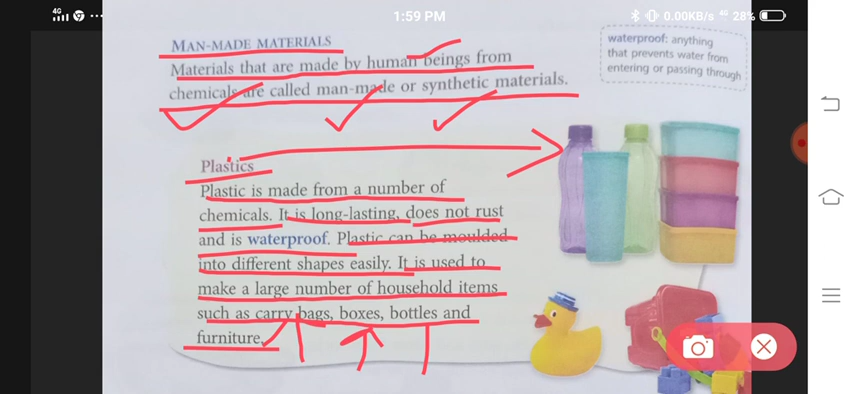 4G
1:59 PM
0.00KB/s 4G 28%
MAN-MADE MATERIALS
Materials that are made by human beings from
chemicals are called man-made or synthetic materials.
waterproof: anything
that prevents water from
entering or passing through
Plastics
Plastic is made from a number of
chemicals. It is long-lasting, does not rust
and is waterproof. Plastic can be moulded
into different shapes easily. It is used to
make a large number of household items
such as carry bags, boxes, bottles and
furniture.